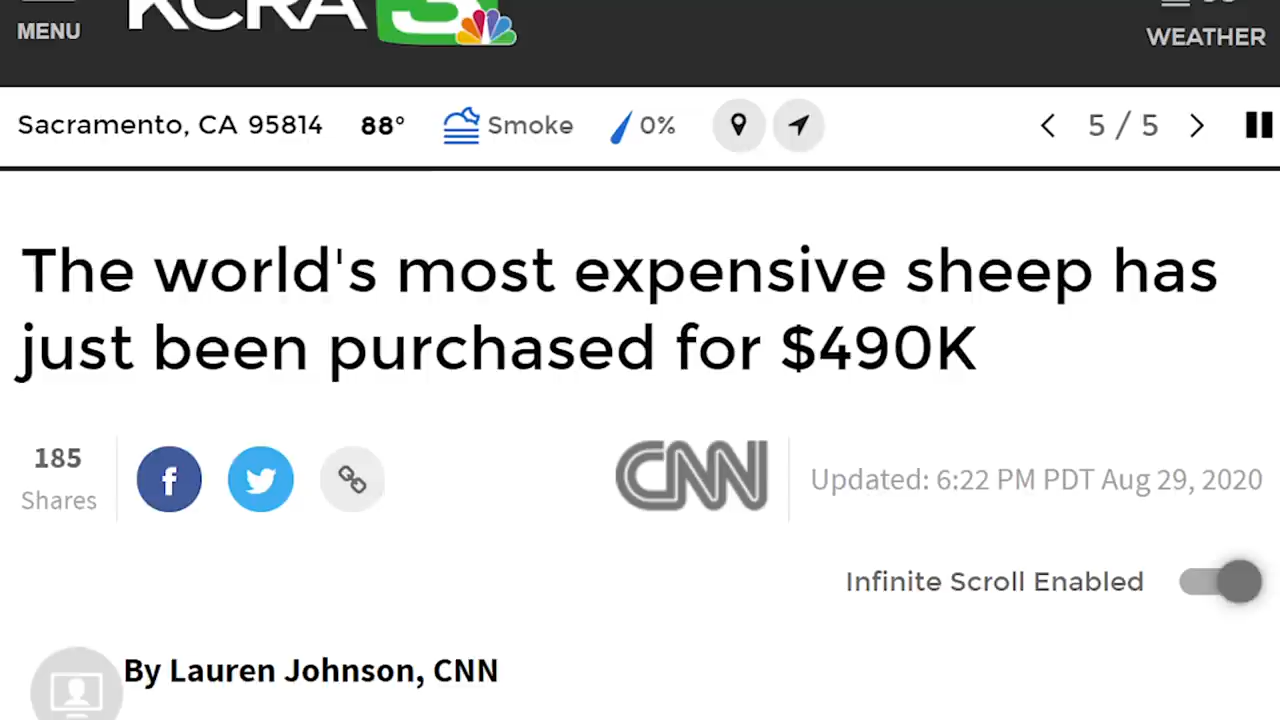 KCRA 3
MENU
WEATHER
Sacramento, CA 95814 88° Smoke 0% 5 / 5
The world's most expensive sheep has
just been purchased for $490K
185
Shares
f
CNN
Updated: 6:22 PM PDT Aug 29, 2020
Infinite Scroll Enabled
By Lauren Johnson, CNN